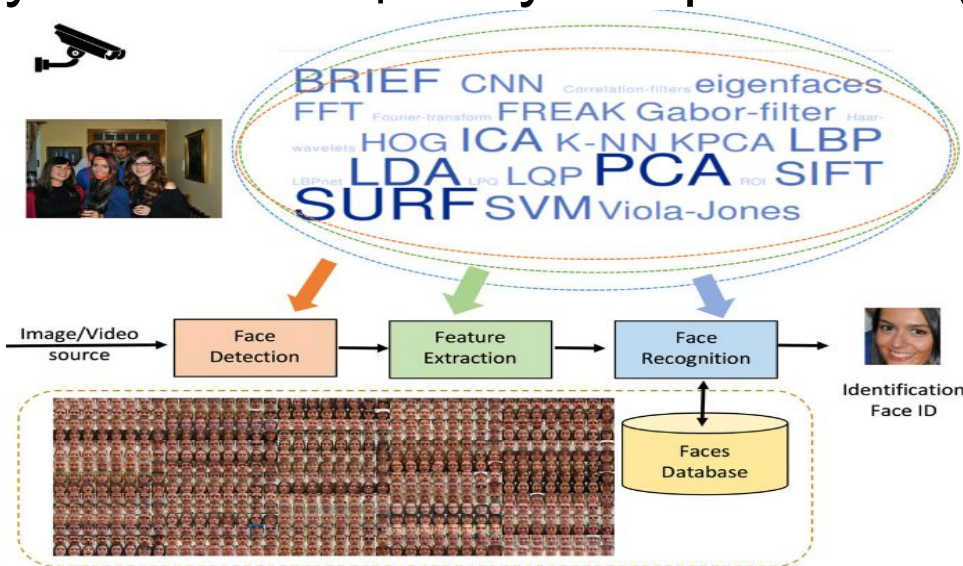 BRIEF CNN Correlation-filters eigenfaces
FFT Fourier-transform FREAK Gabor-filter Haar-
wavelets HOG ICA K-NN KPCA LBP
LBPnet LDA LPQ LQP PCA ROI SIFT
SURF SVM Viola-Jones
Image/Video
source
Face
Detection
Feature
Extraction
Face
Recognition
Identification
Face ID
Faces
Database